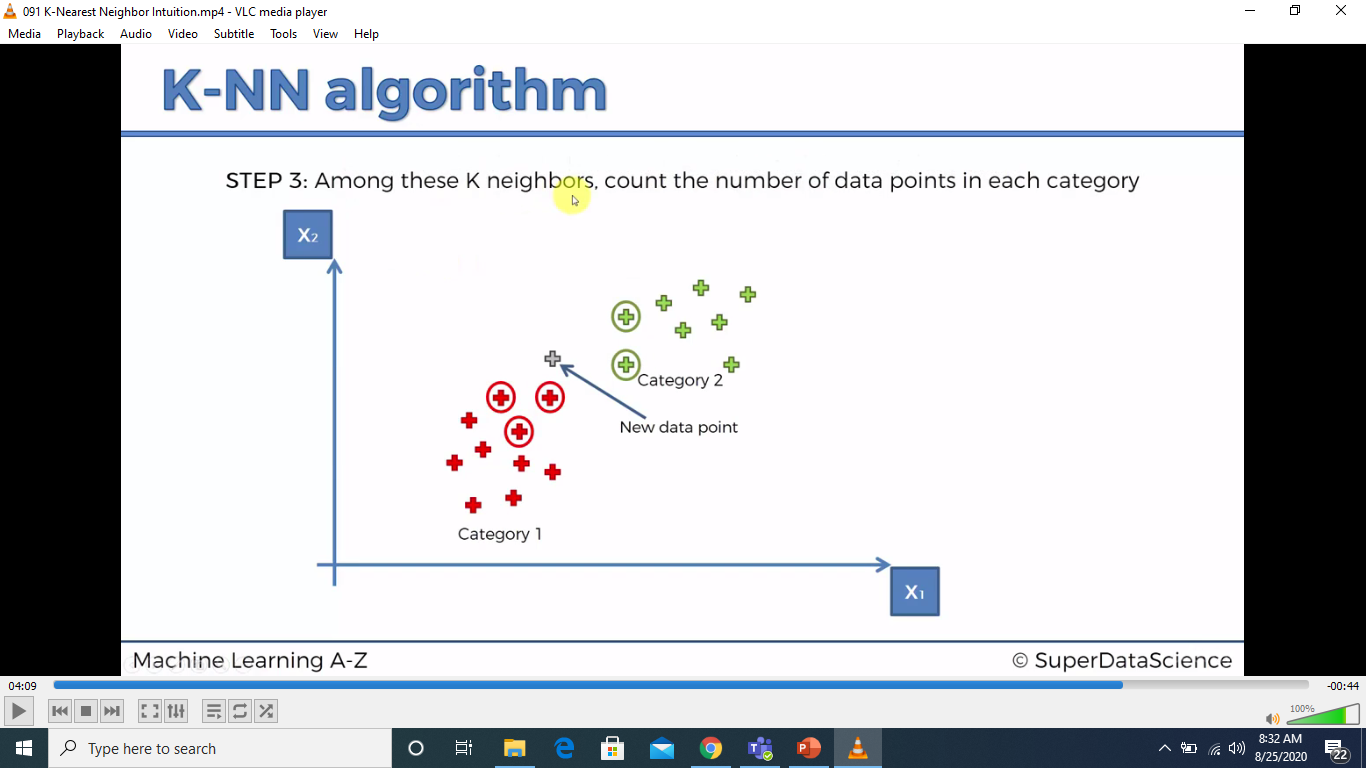 091 K-Nearest Neighbor Intuition.mp4 - VLC media player
Media Playback Audio Video Subtitle Tools View Help
K-NN algorithm
STEP 3: Among these K neighbors, count the number of data points in each category
X₂
Category 2
New data point
Category 1
X₁
Machine Learning A-Z
© SuperDataScience
04:09
-00:44
100%
Type here to search
8:32 AM
8/25/2020
22